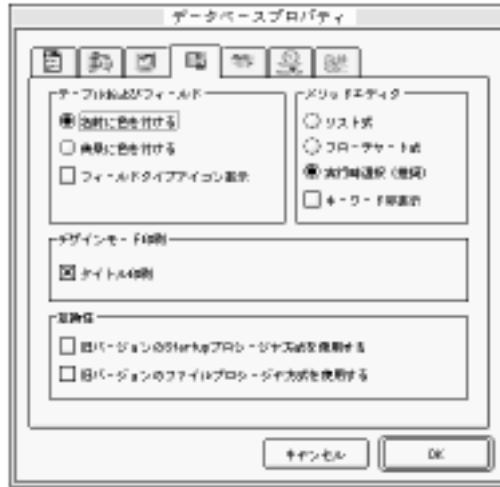 データベースプロパティ
テーブルおよびフィールド
名前に色を付ける
背景に色を付ける
フィールドタイプアイコン表示
メソッドエディタ
リスト式
フローチャート式
実行時選択
キーワード
デザインモード印刷
タイトル印刷
互換性
旧バージョンのStartupプロシージャ方式を使用する
旧バージョンのファイルプロシージャ方式を使用する
キャンセル
OK